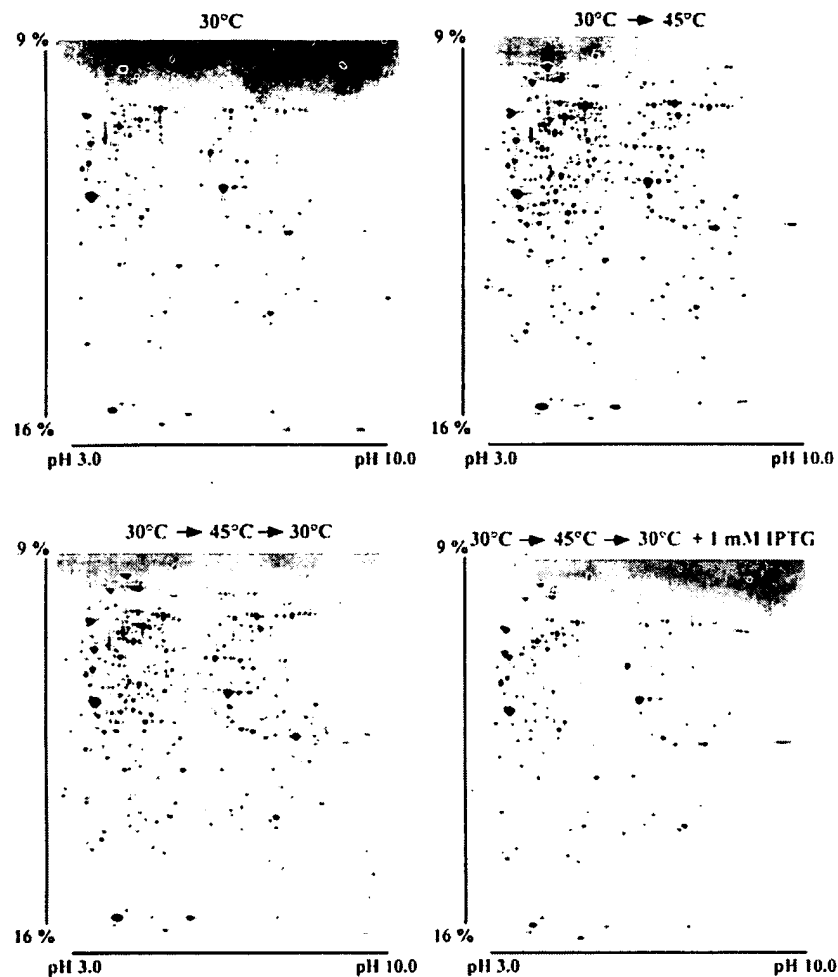 30°C
9 %
16 %
pH 3.0
pH 10.0
30°C → 45°C
9 %
16 %
pH 3.0
pH 10.0
30°C → 45°C → 30°C
9 %
16 %
pH 3.0
pH 10.0
30°C → 45°C → 30°C + 1 mM IPTG
9 %
16 %
pH 3.0
pH 10.0